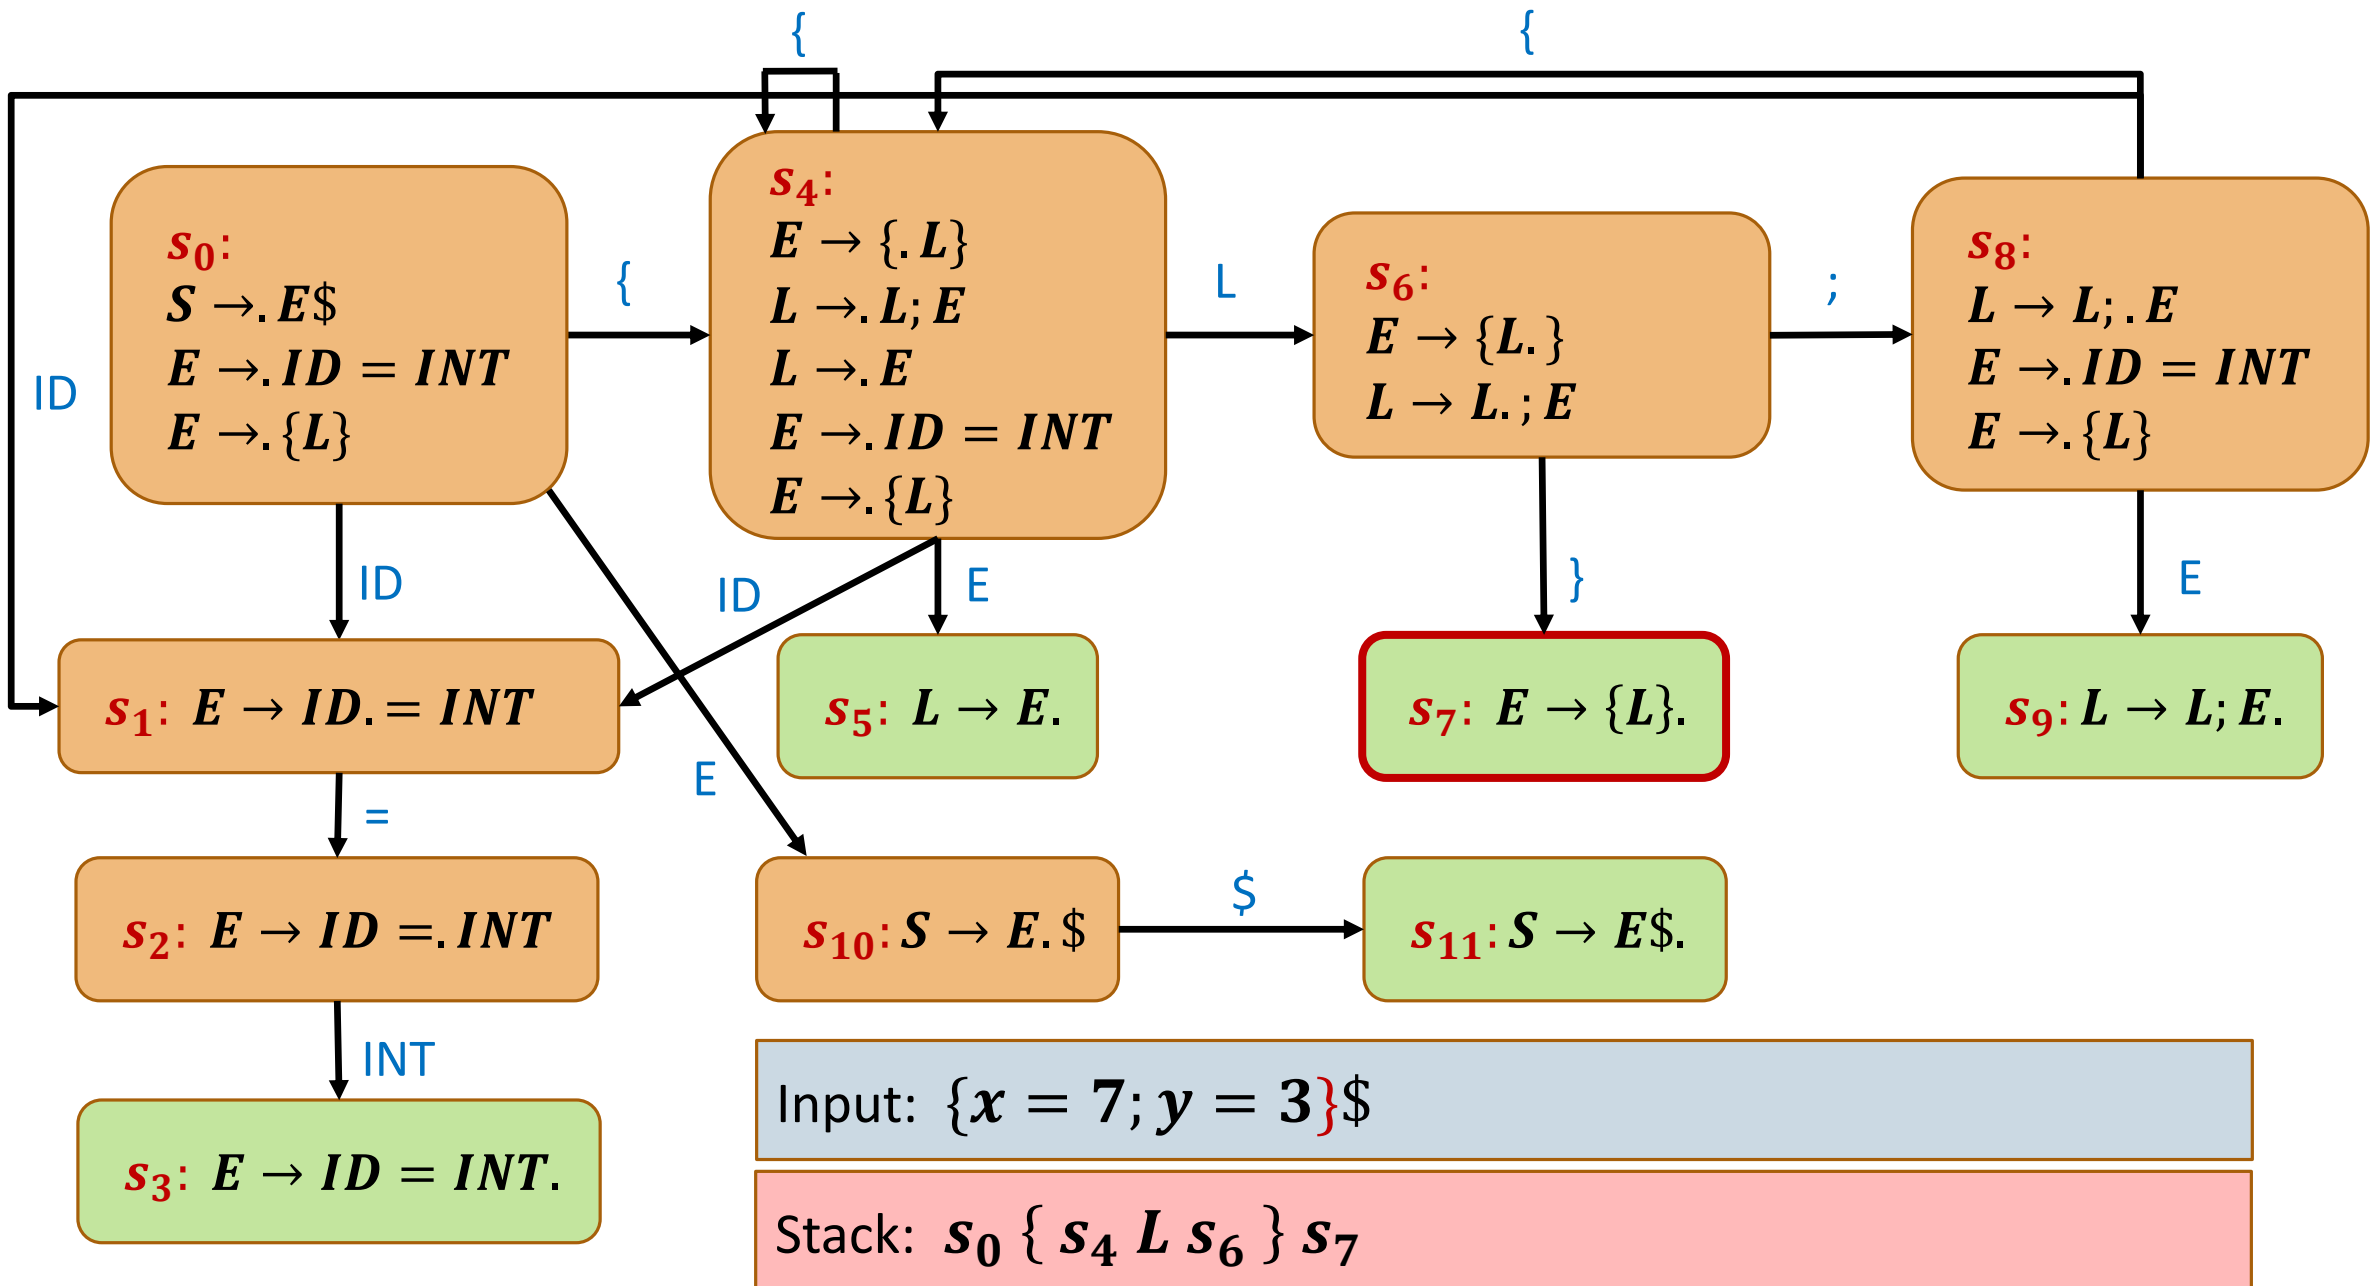 {
{
s₀:
S →. E$
E →. ID = INT
E →. {L}
{
s₄:
E → {. L}
L →. L; E
L →. E
E →. ID = INT
E →. {L}
L
s₆:
E → {L. }
L → L. ; E
;
s₈:
L → L; . E
E →. ID = INT
E →. {L}
ID
ID
ID
E
}
E
s₁: E → ID. = INT
s₅: L → E.
s₇: E → {L}.
s₉: L → L; E.
E
=
s₂: E → ID =. INT
s₁₀: S → E. $
$
s₁₁: S → E$.
INT
s₃: E → ID = INT.
Input: {x = 7; y = 3}$
Stack: s₀ { s₄ L s₆ } s₇